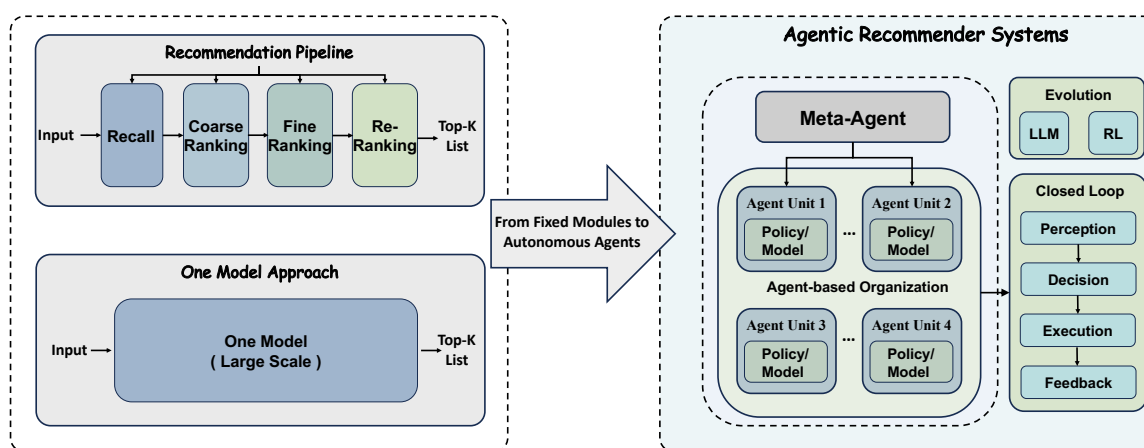 Recommendation Pipeline
Input
Recall
Coarse
Ranking
Fine
Ranking
Re-
Ranking
Top-K
List
One Model Approach
Input
One Model
( Large Scale )
Top-K
List
From Fixed Modules to
Autonomous Agents
Agentic Recommender Systems
Meta-Agent
Agent Unit 1
Policy/
Model
...
Agent Unit 2
Policy/
Model
Agent-based Organization
Agent Unit 3
Policy/
Model
...
Agent Unit 4
Policy/
Model
Evolution
LLM
RL
Closed Loop
Perception
Decision
Execution
Feedback